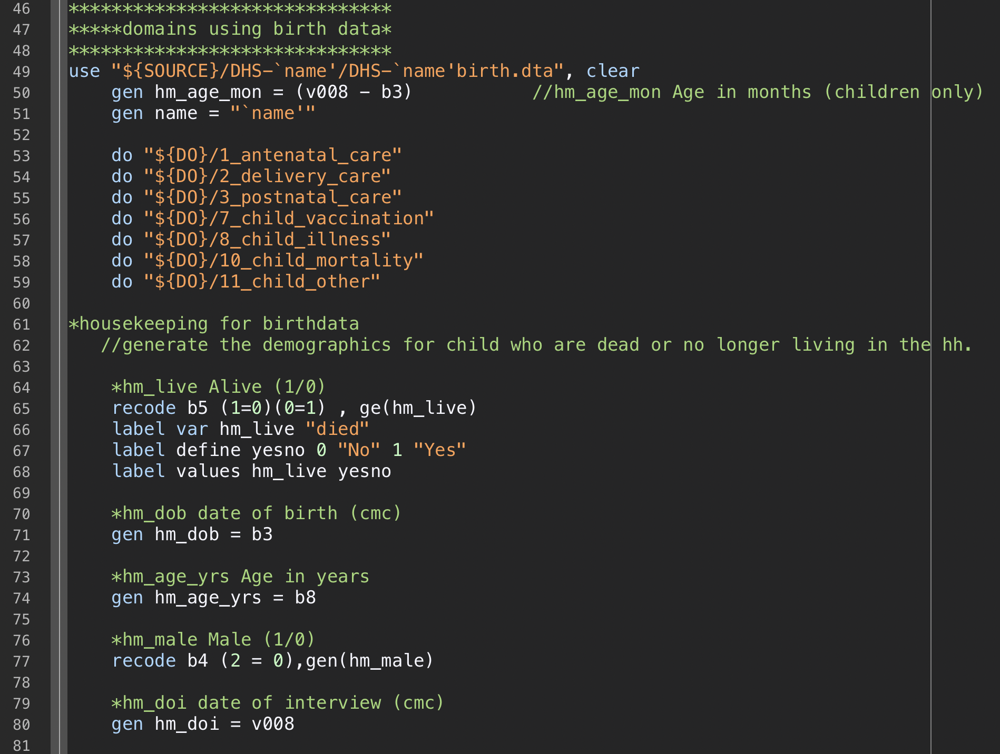 46 ******************************
47 *****domains using birth data*
48 ******************************
49 use "${SOURCE}/DHS-`name'/DHS-`name'birth.dta", clear
50     gen hm_age_mon = (v008 - b3)           //hm_age_mon Age in months (children only)
51     gen name = "`name'"
52
53     do "${DO}/1_antenatal_care"
54     do "${DO}/2_delivery_care"
55     do "${DO}/3_postnatal_care"
56     do "${DO}/7_child_vaccination"
57     do "${DO}/8_child_illness"
58     do "${DO}/10_child_mortality"
59     do "${DO}/11_child_other"
60
61 *housekeeping for birthdata
62    //generate the demographics for child who are dead or no longer living in the hh.
63
64     *hm_live Alive (1/0)
65     recode b5 (1=0)(0=1) , ge(hm_live)
66     label var hm_live "died"
67     label define yesno 0 "No" 1 "Yes"
68     label values hm_live yesno
69
70     *hm_dob date of birth (cmc)
71     gen hm_dob = b3
72
73     *hm_age_yrs Age in years
74     gen hm_age_yrs = b8
75
76     *hm_male Male (1/0)
77     recode b4 (2 = 0),gen(hm_male)
78
79     *hm_doi date of interview (cmc)
80     gen hm_doi = v008
81